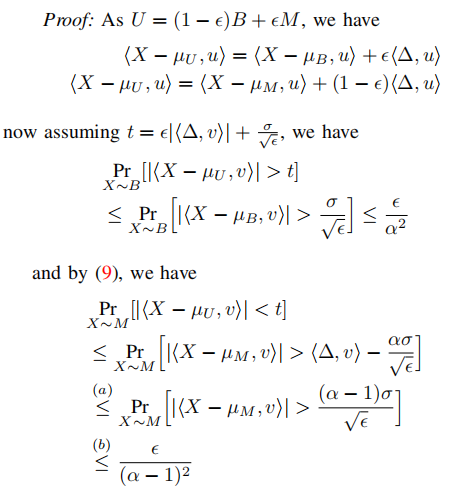 Proof: As U = (1 − ϵ)B + ϵM, we have
⟨X − μ_U, u⟩ = ⟨X − μ_B, u⟩ + ϵ⟨Δ, u⟩
⟨X − μ_U, u⟩ = ⟨X − μ_M, u⟩ + (1 − ϵ)⟨Δ, u⟩
now assuming t = ϵ|⟨Δ, v⟩| + σ/√ϵ, we have
Pr_{X∼B}[|⟨X − μ_U, v⟩| > t]
≤ Pr_{X∼B}[|⟨X − μ_B, v⟩| > σ/√ϵ] ≤ ϵ/α²
and by (9), we have
Pr_{X∼M}[|⟨X − μ_U, v⟩| < t]
≤ Pr_{X∼M}[|⟨X − μ_M, v⟩| > ⟨Δ, v⟩ − ασ/√ϵ]
(a)≤ Pr_{X∼M}[|⟨X − μ_M, v⟩| > (α − 1)σ/√ϵ]
(b)≤ ϵ/(α − 1)²